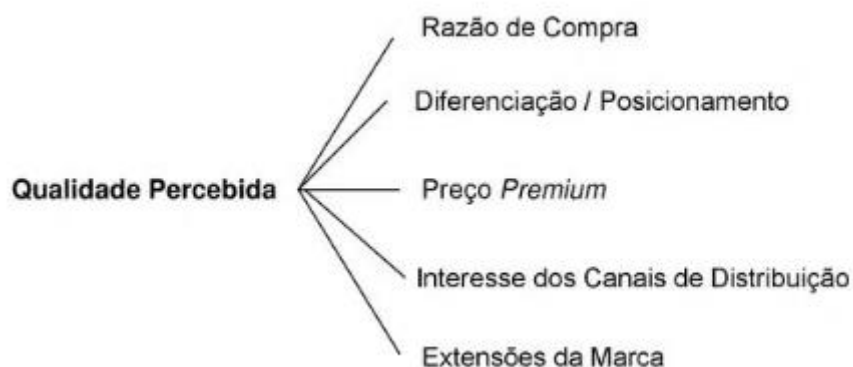 Razão de Compra
Diferenciação / Posicionamento
Qualidade Percebida
Preço Premium
Interesse dos Canais de Distribuição
Extensões da Marca